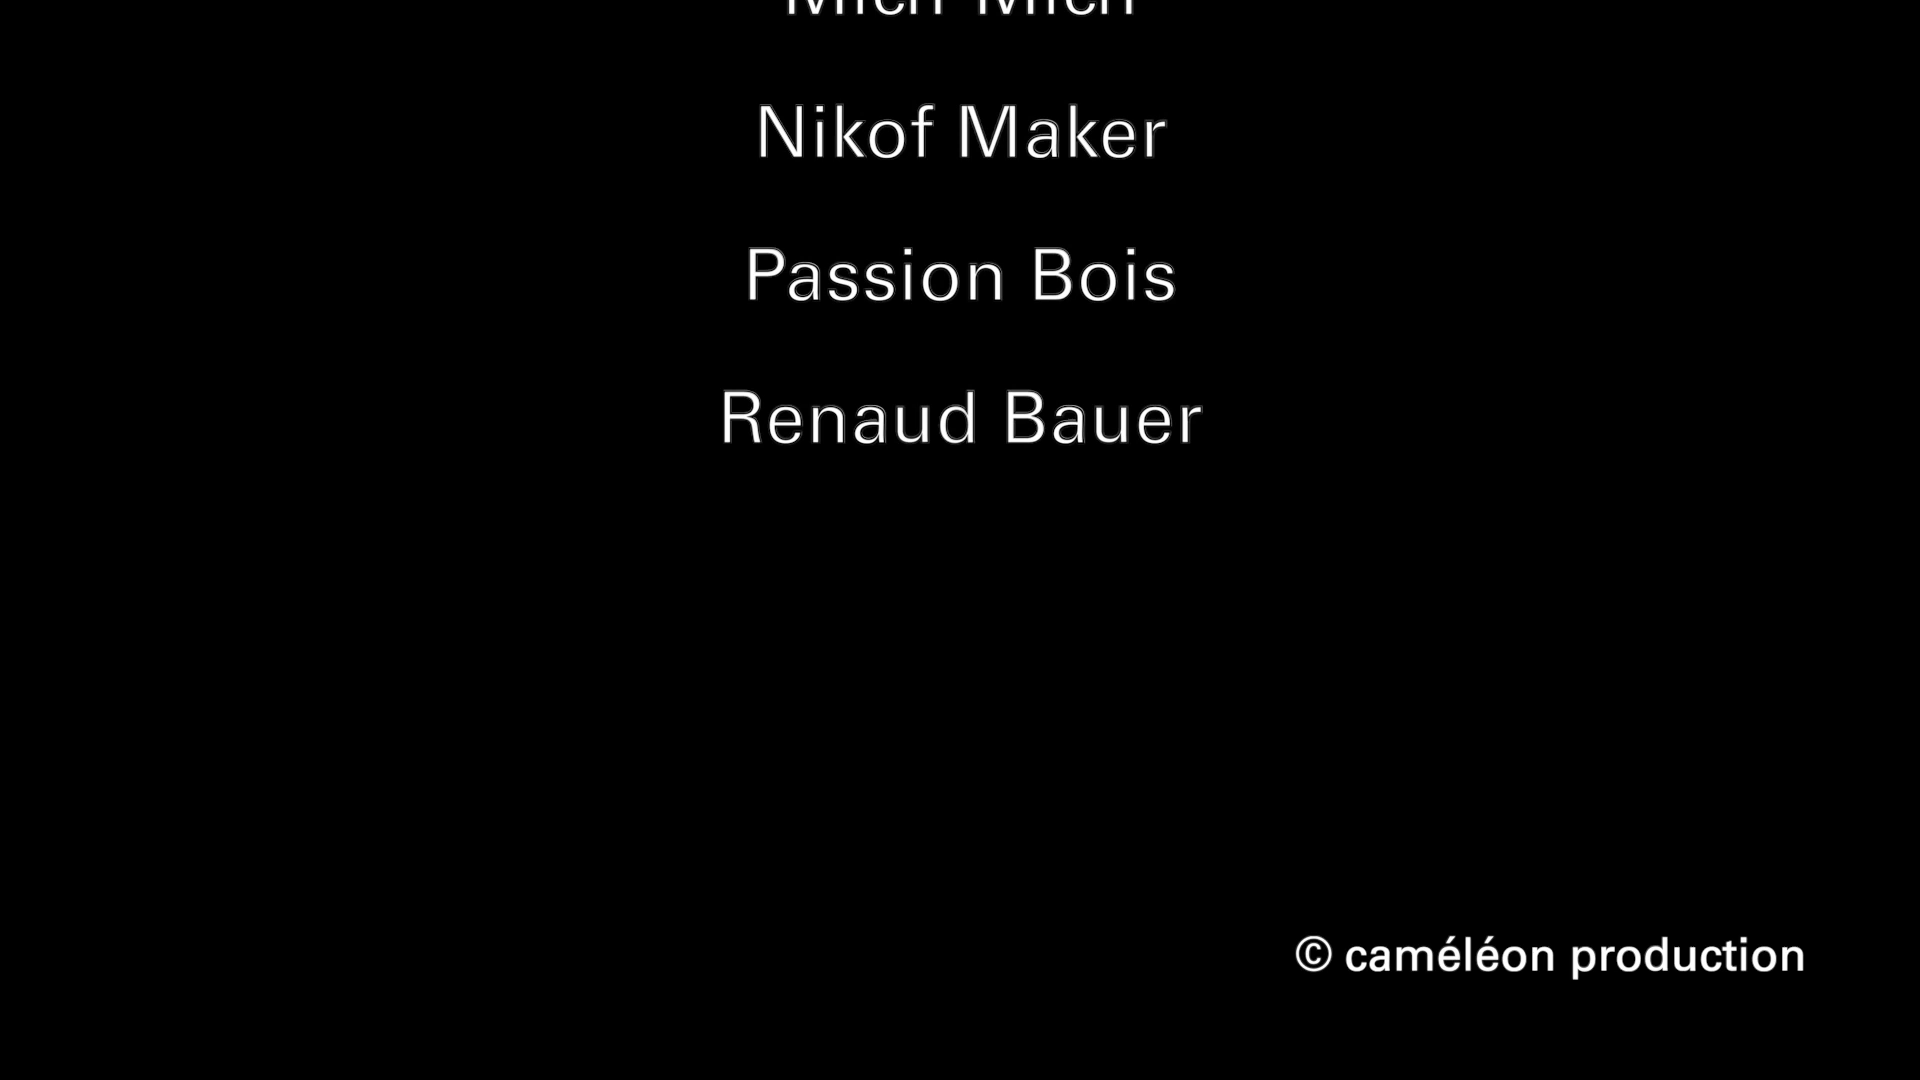 Nikof Maker
Passion Bois
Renaud Bauer
© caméléon production